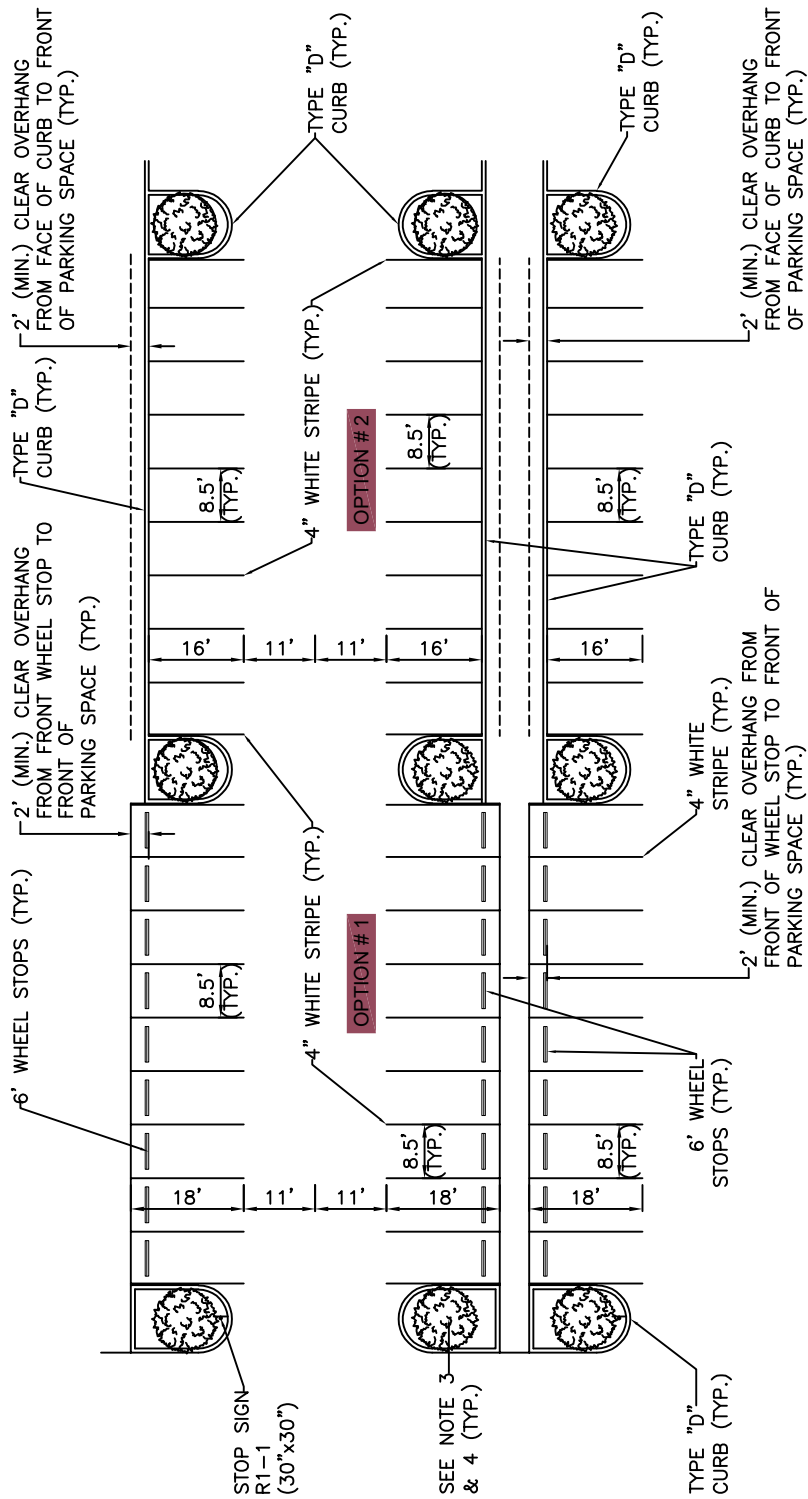 2' (MIN.) CLEAR OVERHANG
FROM FACE OF CURB TO FRONT
OF PARKING SPACE (TYP.)
TYPE "D"
CURB (TYP.)
2' (MIN.) CLEAR OVERHANG
FROM FRONT WHEEL STOP TO
FRONT OF
PARKING SPACE (TYP.)
6' WHEEL STOPS (TYP.)
TYPE "D"
CURB (TYP.)
8.5'
(TYP.)
4" WHITE STRIPE (TYP.)
OPTION # 2
8.5'
(TYP.)
8.5'
(TYP.)
16'
11'
11'
16'
16'
TYPE "D"
CURB (TYP.)
TYPE "D"
CURB (TYP.)
2' (MIN.) CLEAR OVERHANG
FROM FACE OF CURB TO FRONT
OF PARKING SPACE (TYP.)
8.5'
(TYP.)
4" WHITE STRIPE (TYP.)
OPTION # 1
8.5'
(TYP.)
8.5'
(TYP.)
18'
11'
11'
18'
18'
4" WHITE
STRIPE (TYP.)
2' (MIN.) CLEAR OVERHANG FROM
FRONT OF WHEEL STOP TO FRONT OF
PARKING SPACE (TYP.)
6' WHEEL
STOPS (TYP.)
STOP SIGN
R1-1
(30"x30")
SEE NOTE 3
& 4 (TYP.)
TYPE "D"
CURB (TYP.)